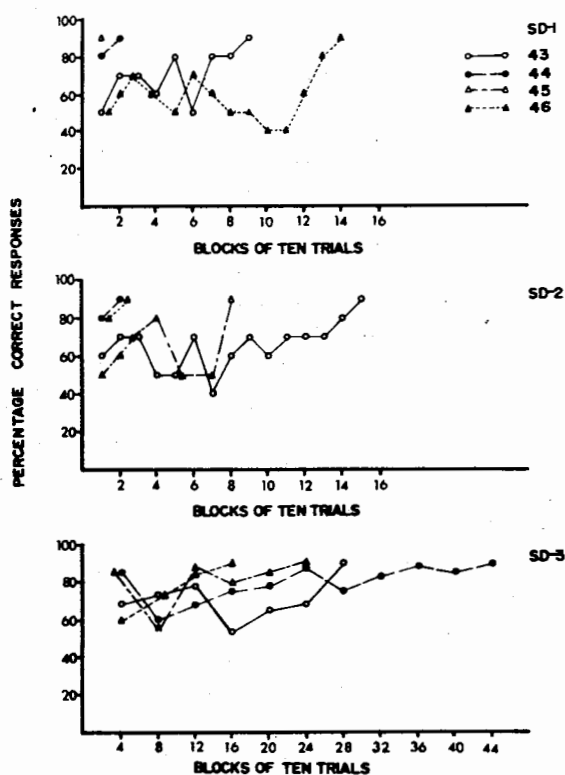 SD-1
43
44
45
46
100
80
60
40
20
2 4 6 8 10 12 14 16
BLOCKS OF TEN TRIALS
PERCENTAGE CORRECT RESPONSES
SD-2
100
80
60
40
20
2 4 6 8 10 12 14 16
BLOCKS OF TEN TRIALS
SD-3
100
80
60
40
20
4 8 12 16 20 24 28 32 36 40 44
BLOCKS OF TEN TRIALS